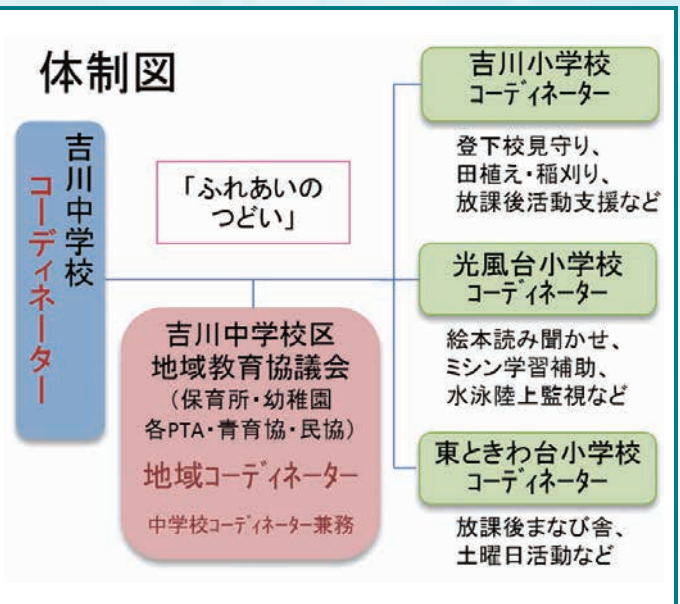 体制図
吉川中学校
コーディネーター
「ふれあいの
つどい」
吉川中学校区
地域教育協議会
（保育所・幼稚園
各PTA・青育協・民協）
地域コーディネーター
中学校コーディネーター兼務
吉川小学校
コーディネーター
登下校見守り、
田植え・稲刈り、
放課後活動支援など
光風台小学校
コーディネーター
絵本読み聞かせ、
ミシン学習補助、
水泳陸上監視など
東ときわ台小学校
コーディネーター
放課後まなび舎、
土曜日活動など